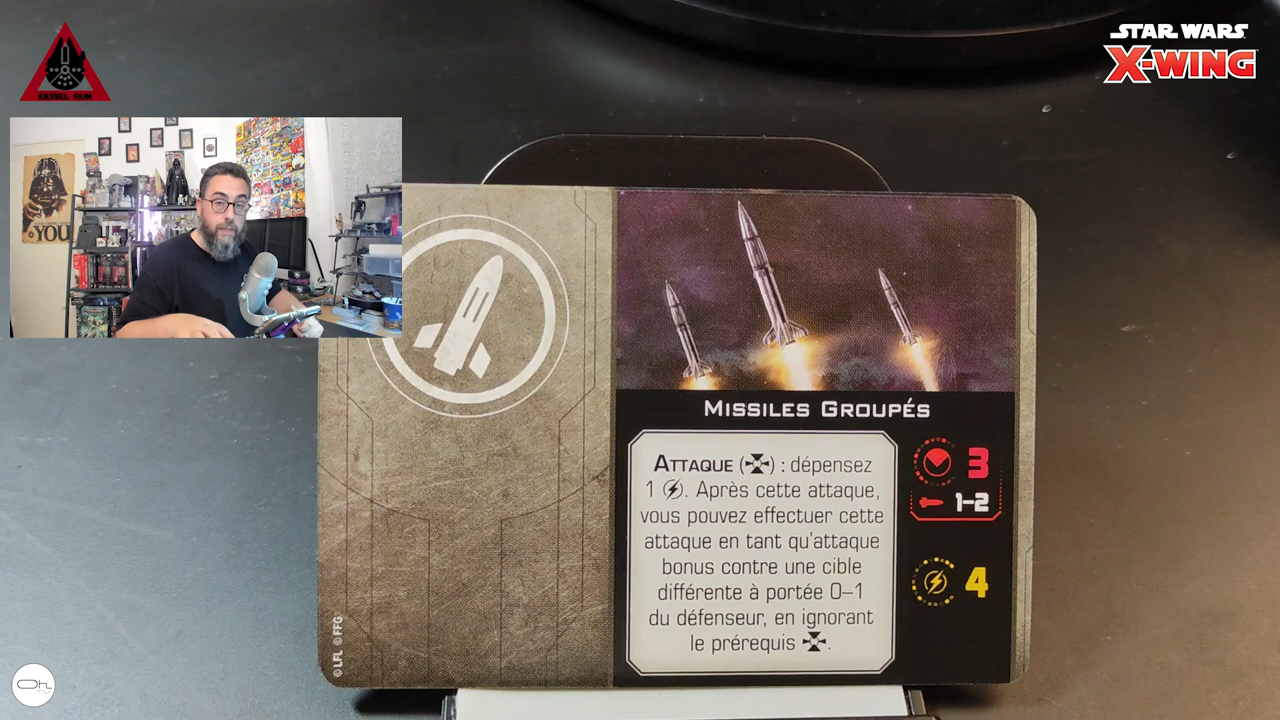 STAR WARS
X-WING
KESSEL RUN
YOU
MISSILES GROUPÉS
ATTAQUE ( ) : dépensez
1 . Après cette attaque,
vous pouvez effectuer cette
attaque en tant qu'attaque
bonus contre une cible
différente à portée 0–1
du défenseur, en ignorant
le prérequis .
3
1-2
4
© LFL © FFG